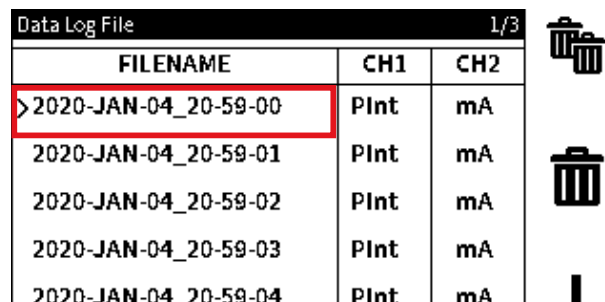 Data Log File 1/3
FILENAME CH1 CH2
>2020-JAN-04_20-59-00 PInt mA
2020-JAN-04_20-59-01 PInt mA
2020-JAN-04_20-59-02 PInt mA
2020-JAN-04_20-59-03 PInt mA
2020-JAN-04_20-59-04 PInt mA